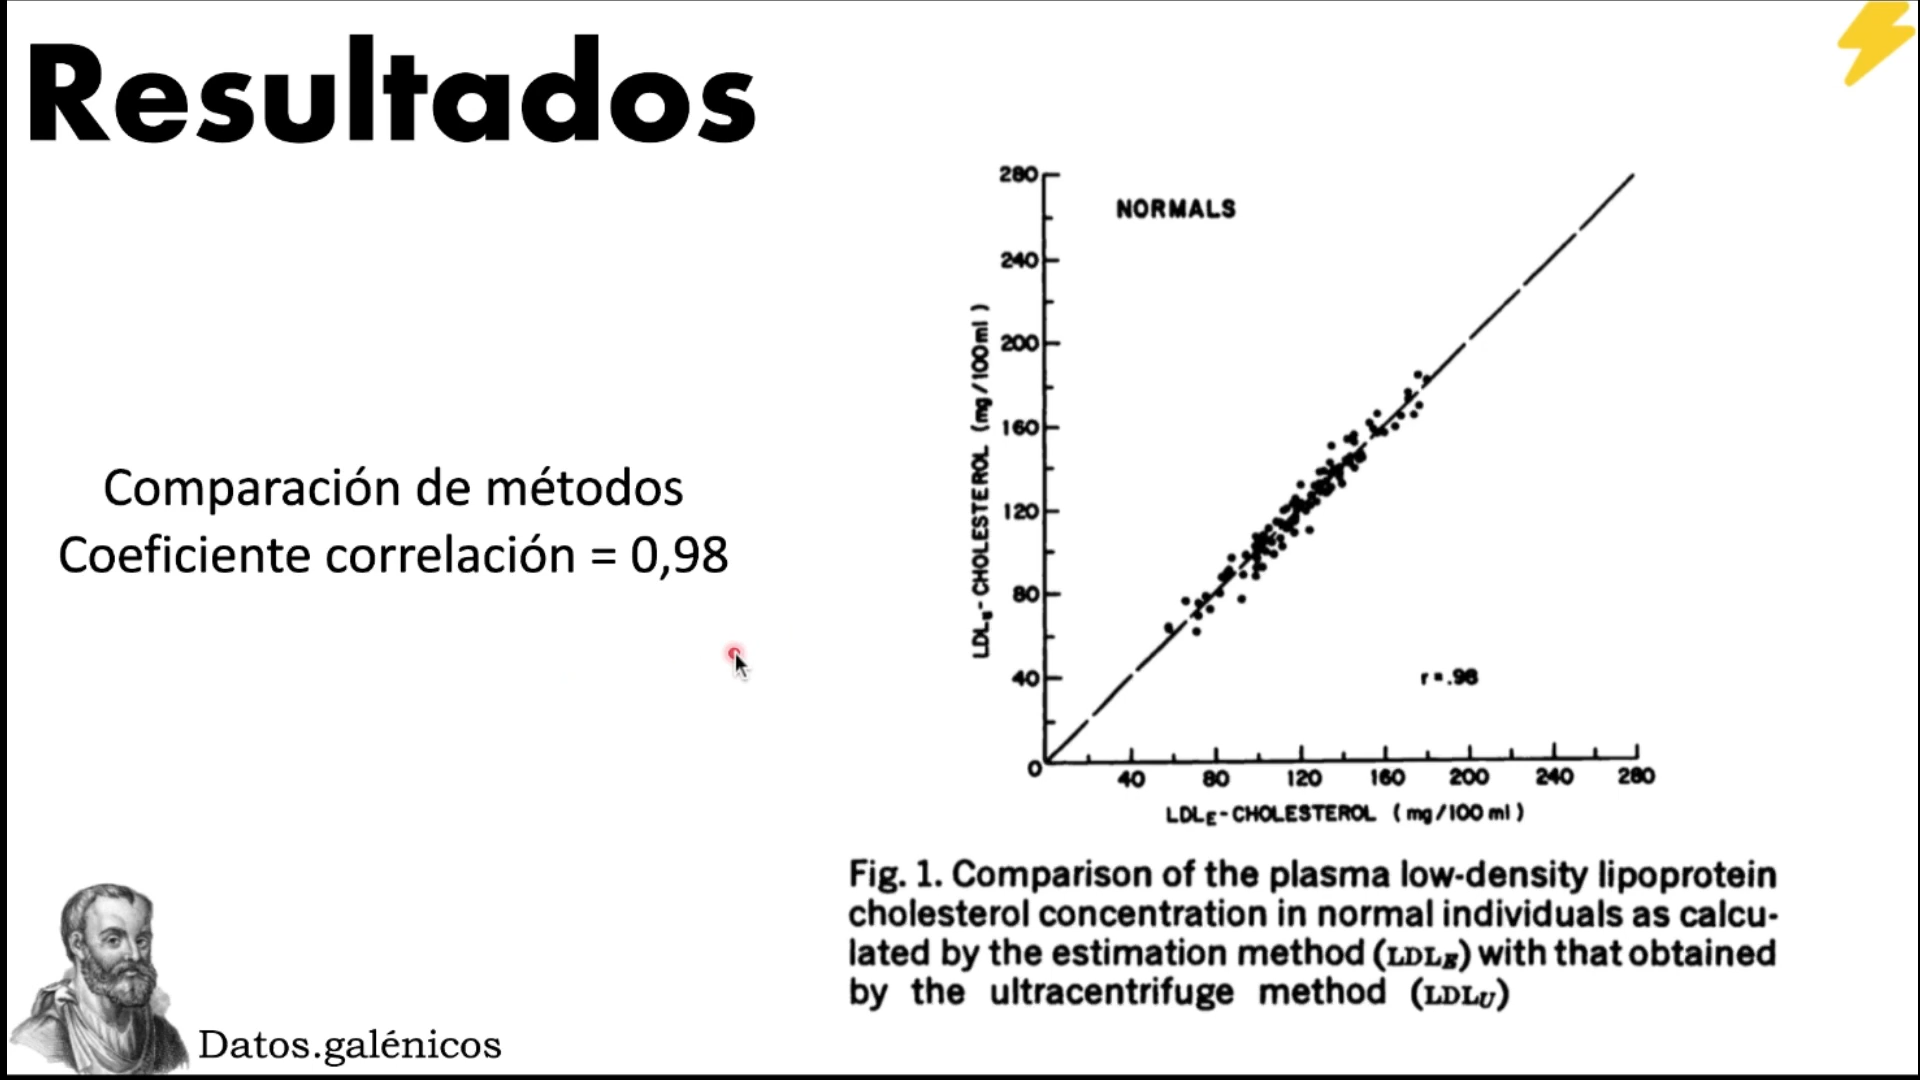 Resultados
Comparación de métodos
Coeficiente correlación = 0,98
280
NORMALS
240
200
160
120
80
40
0
LDLU-CHOLESTEROL (mg/100ml)
r = .98
40 80 120 160 200 240 280
LDLE-CHOLESTEROL (mg/100 ml)
Fig. 1. Comparison of the plasma low-density lipoprotein
cholesterol concentration in normal individuals as calcu-
lated by the estimation method (LDLE) with that obtained
by the ultracentrifuge method (LDLU)
Datos.galénicos